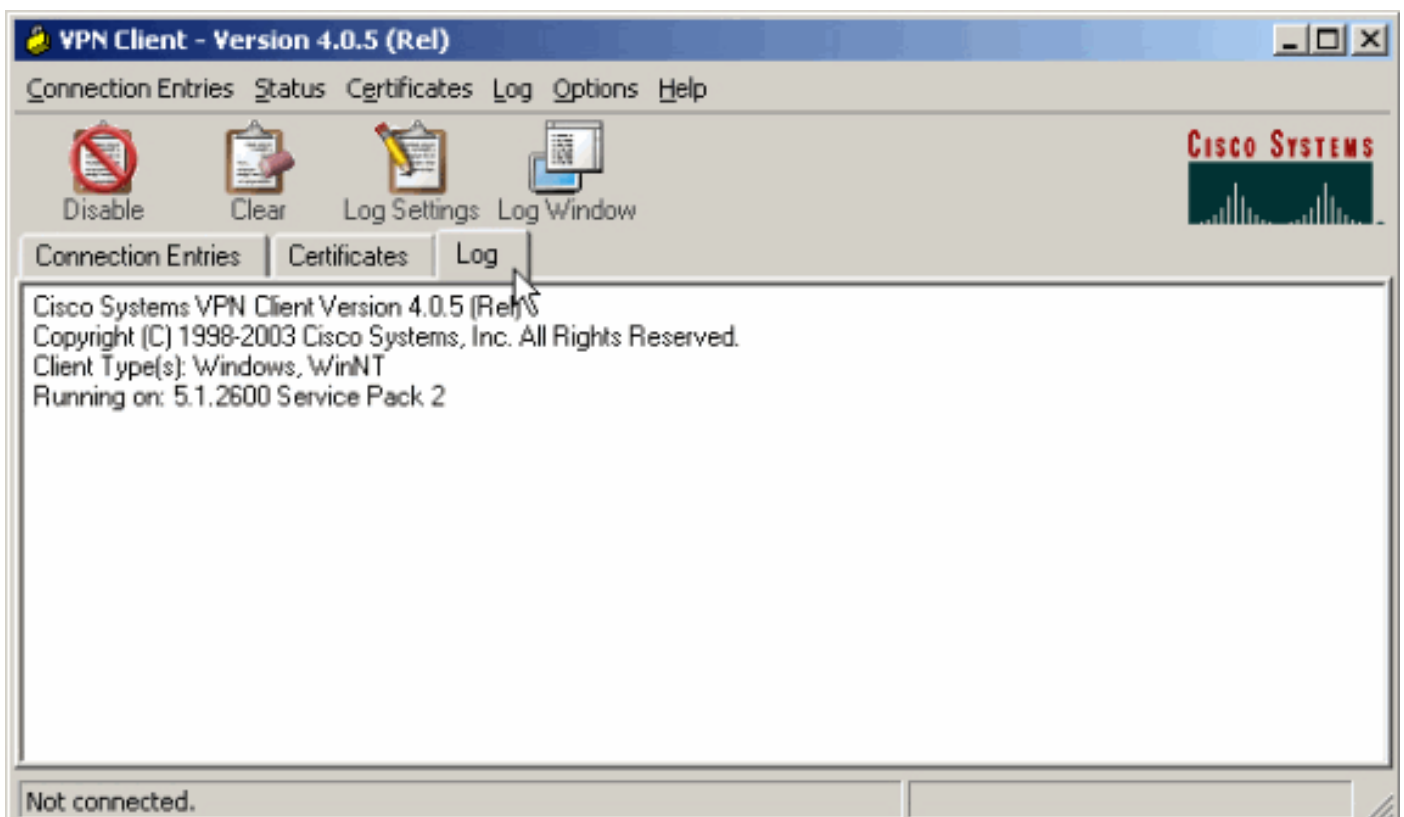 VPN Client - Version 4.0.5 (Rel)
Connection Entries Status Certificates Log Options Help
Disable Clear Log Settings Log Window
CISCO SYSTEMS
Connection Entries Certificates Log
Cisco Systems VPN Client Version 4.0.5 (Rel)
Copyright (C) 1998-2003 Cisco Systems, Inc. All Rights Reserved.
Client Type(s): Windows, WinNT
Running on: 5.1.2600 Service Pack 2
Not connected.